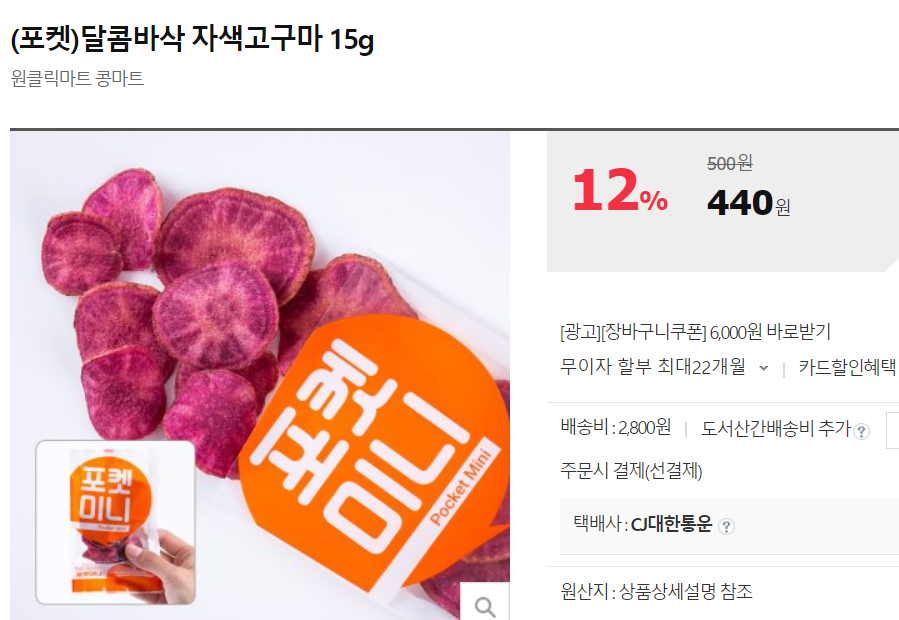 (포켓)달콤바삭 자색고구마 15g
원클릭마트 콩마트
12%
500원
440원
포켓
미니
Pocket Mini
포켓
미니
Pocket Mini
포켓미니
[광고][장바구니쿠폰] 6,000원 바로받기
무이자 할부 최대22개월 | 카드할인혜택
배송비 : 2,800원 | 도서산간배송비 추가 ?
주문시 결제(선결제)
택배사 : CJ대한통운 ?
원산지 : 상품상세설명 참조